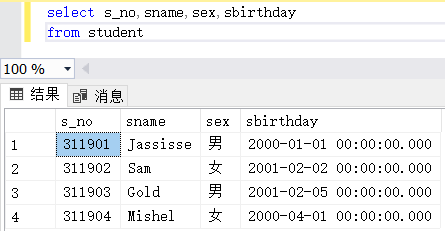 select s_no,sname,sex,sbirthday
from student
100 %
结果 消息
s_no sname sex sbirthday
1 311901 Jassisse 男 2000-01-01 00:00:00.000
2 311902 Sam 女 2001-02-02 00:00:00.000
3 311903 Gold 男 2001-02-05 00:00:00.000
4 311904 Mishel 女 2000-04-01 00:00:00.000